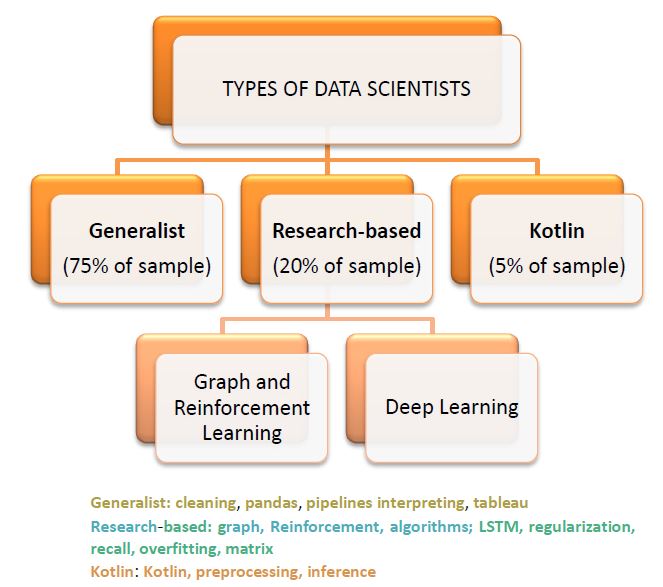 TYPES OF DATA SCIENTISTS
Generalist
(75% of sample)
Research-based
(20% of sample)
Kotlin
(5% of sample)
Graph and
Reinforcement
Learning
Deep Learning
Generalist: cleaning, pandas, pipelines interpreting, tableau
Research-based: graph, Reinforcement, algorithms; LSTM, regularization,
recall, overfitting, matrix
Kotlin: Kotlin, preprocessing, inference